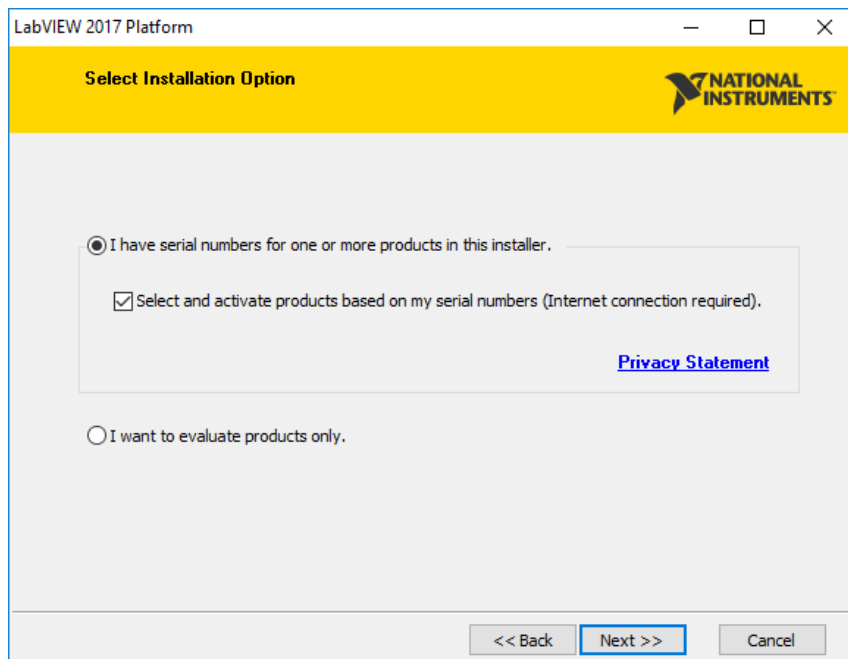 LabVIEW 2017 Platform
Select Installation Option
NATIONAL
INSTRUMENTS™
I have serial numbers for one or more products in this installer.
Select and activate products based on my serial numbers (Internet connection required).
Privacy Statement
I want to evaluate products only.
<< Back
Next >>
Cancel